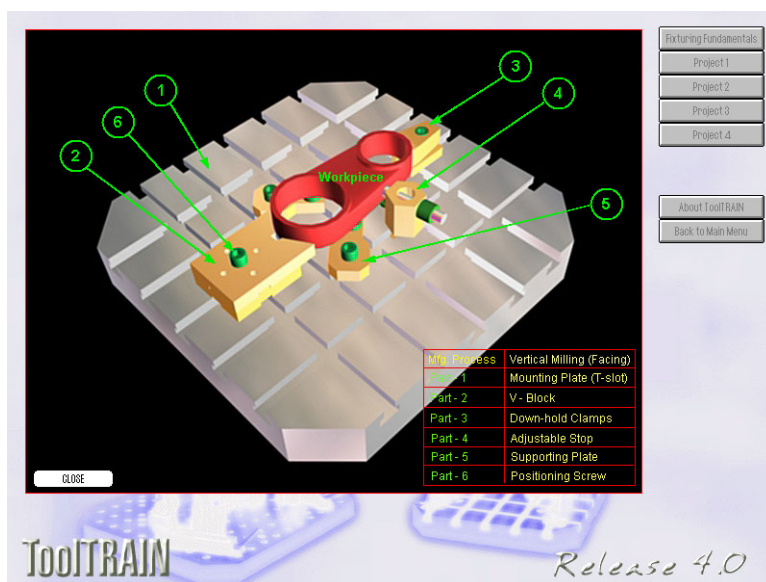 Fixturing Fundamentals
Project 1
Project 2
Project 3
Project 4
About ToolTRAIN
Back to Main Menu
3
1
4
6
2
Workpiece
5
Mfg. Process Vertical Milling (Facing)
Part - 1 Mounting Plate (T-slot)
Part - 2 V - Block
Part - 3 Down-hold Clamps
Part - 4 Adjustable Stop
Part - 5 Supporting Plate
Part - 6 Positioning Screw
CLOSE
ToolTRAIN
Release 4.0